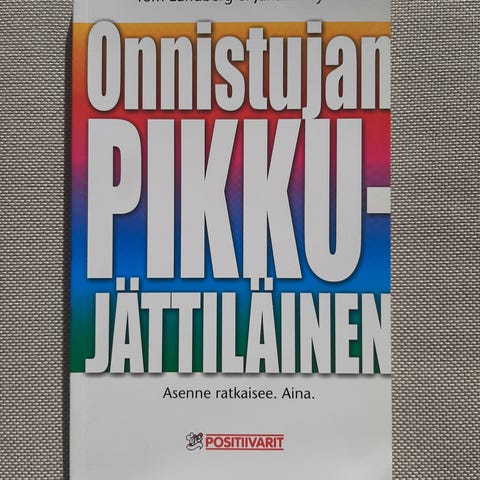 Onnistujan
PIKKU-
JÄTTILÄINEN
Asenne ratkaisee. Aina.
POSITIIVARIT